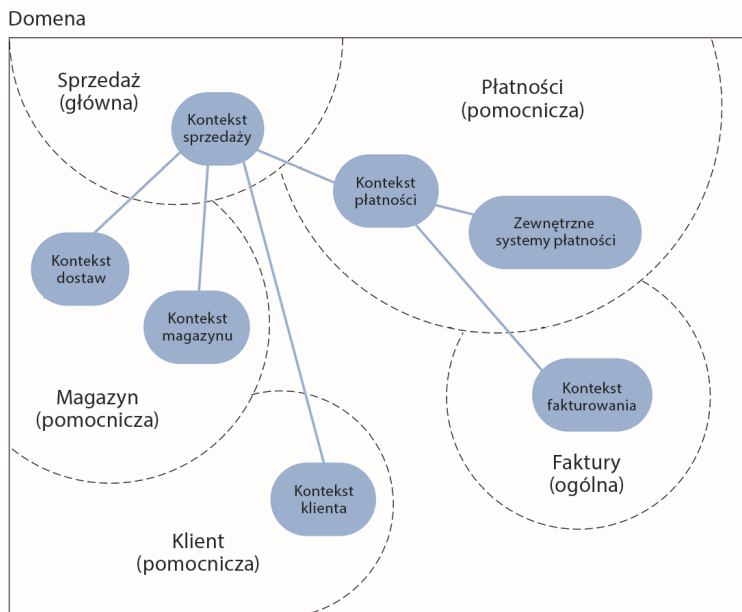 Domena
Sprzedaż
(główna)
Płatności
(pomocnicza)
Kontekst
sprzedaży
Kontekst
płatności
Zewnętrzne
systemy płatności
Kontekst
dostaw
Kontekst
magazynu
Magazyn
(pomocnicza)
Kontekst
fakturowania
Faktury
(ogólna)
Kontekst
klienta
Klient
(pomocnicza)